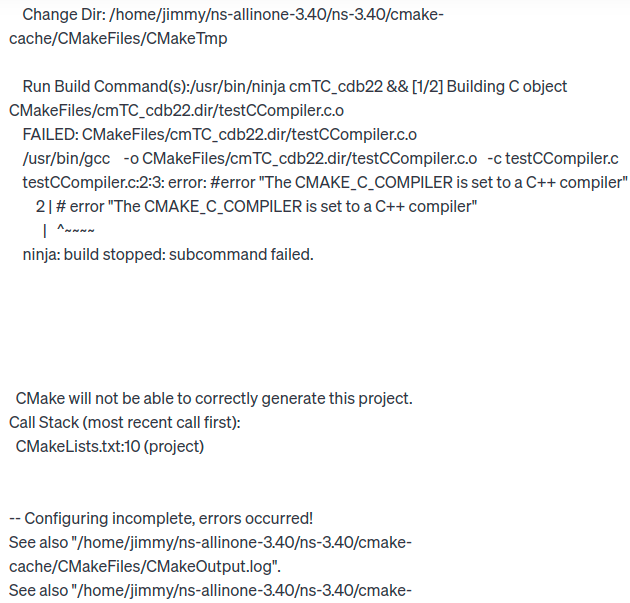 Change Dir: /home/jimmy/ns-allinone-3.40/ns-3.40/cmake-
cache/CMakeFiles/CMakeTmp
Run Build Command(s):/usr/bin/ninja cmTC_cdb22 && [1/2] Building C object
CMakeFiles/cmTC_cdb22.dir/testCCompiler.c.o
FAILED: CMakeFiles/cmTC_cdb22.dir/testCCompiler.c.o
/usr/bin/gcc -o CMakeFiles/cmTC_cdb22.dir/testCCompiler.c.o -c testCCompiler.c
testCCompiler.c:2:3: error: #error "The CMAKE_C_COMPILER is set to a C++ compiler"
2 | # error "The CMAKE_C_COMPILER is set to a C++ compiler"
| ^~~~~
ninja: build stopped: subcommand failed.
CMake will not be able to correctly generate this project.
Call Stack (most recent call first):
CMakeLists.txt:10 (project)
-- Configuring incomplete, errors occurred!
See also "/home/jimmy/ns-allinone-3.40/ns-3.40/cmake-
cache/CMakeFiles/CMakeOutput.log".
See also "/home/jimmy/ns-allinone-3.40/ns-3.40/cmake-